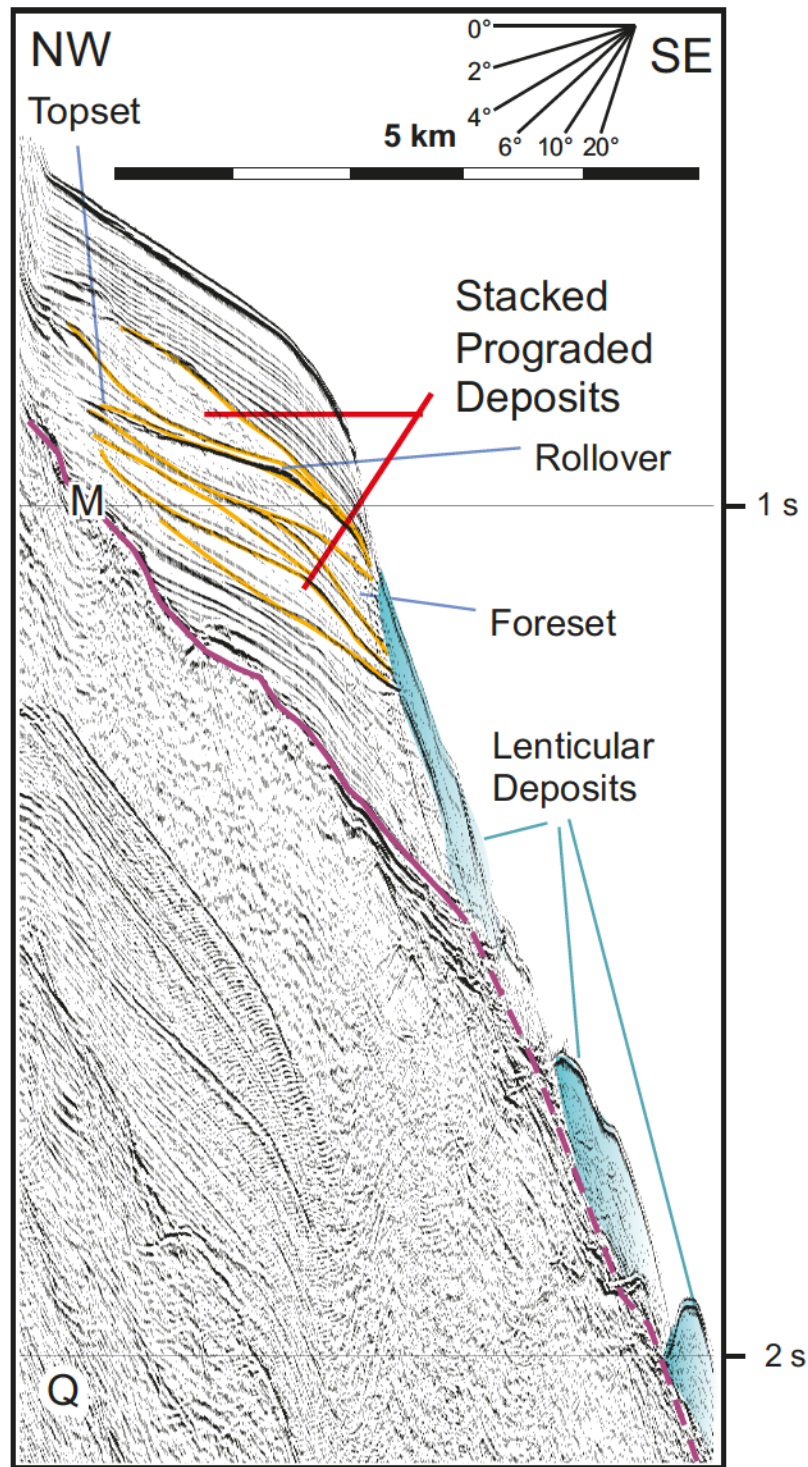 NW
SE
0°
2°
4°
6°
10°
20°
5 km
Topset
Stacked
Prograded
Deposits
Rollover
M
1 s
Foreset
Lenticular
Deposits
2 s
Q